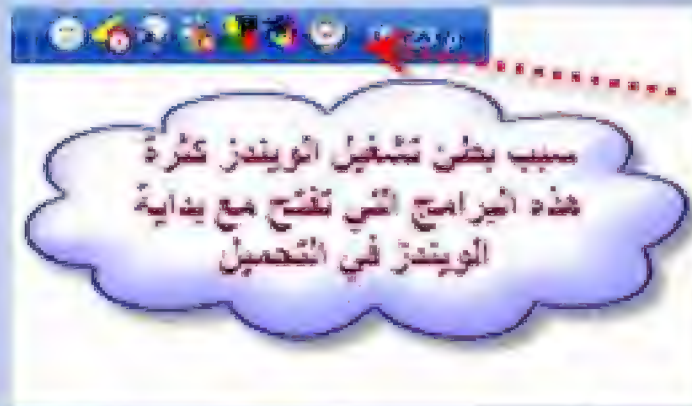 سبب بطئ تشغيل الويندز كثرة
هذه البرامج التي تفتح مع بداية
الويندز في التحميل